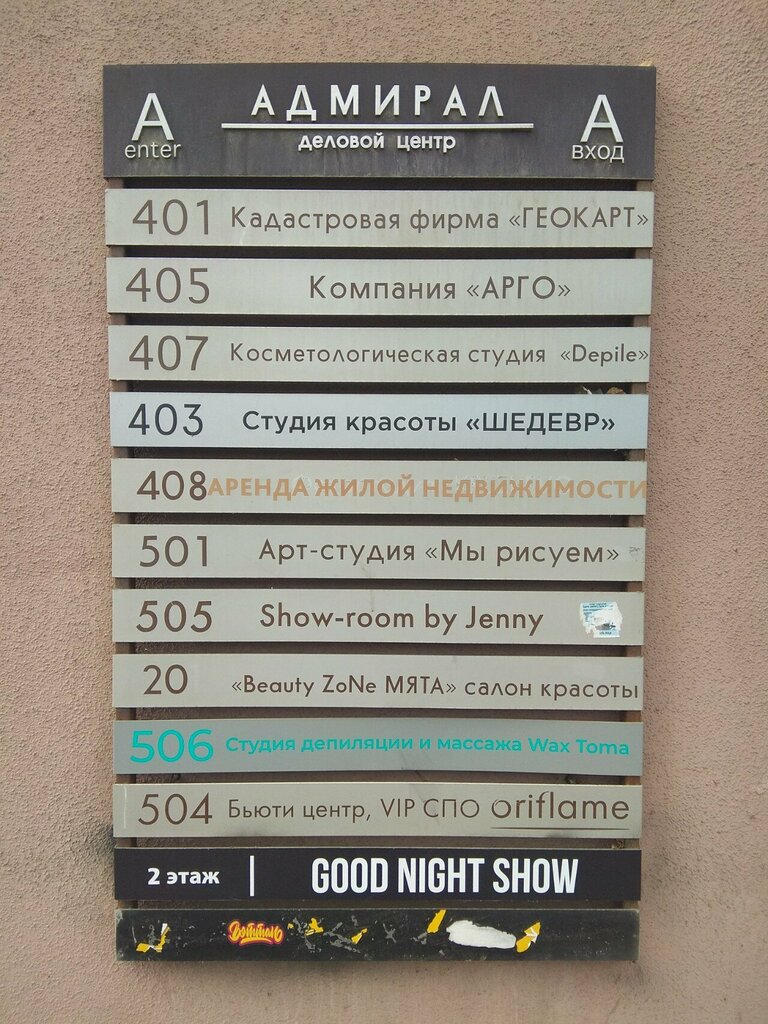 АДМИРАЛ
деловой центр
A
enter
А
вход
401 Кадастровая фирма «ГЕОКАРТ»
405 Компания «АРГО»
407 Косметологическая студия «Depile»
403 Студия красоты «ШЕДЕВР»
408 АРЕНДА ЖИЛОЙ НЕДВИЖИМОСТИ
501 Арт-студия «Мы рисуем»
505 Show-room by Jenny
20 «Beauty ZoNe МЯТА» салон красоты
506 Студия депиляции и массажа Wax Toma
504 Бьюти центр, VIP СПО oriflame
2 этаж | GOOD NIGHT SHOW